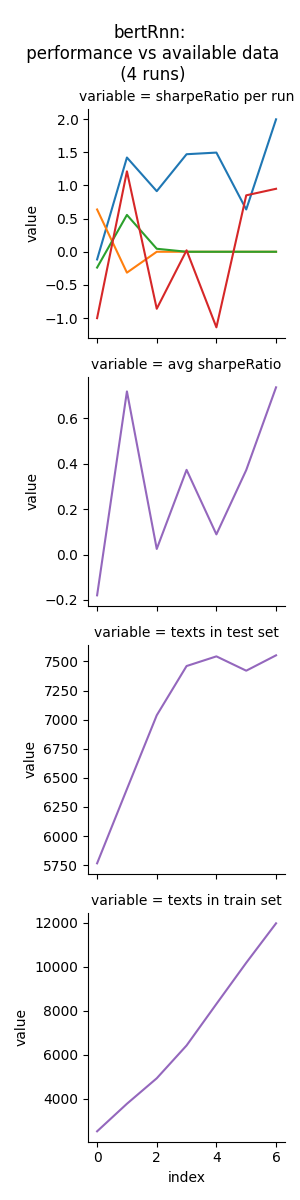 bertRnn:
performance vs available data
(4 runs)
variable = sharpeRatio per run
2.0
1.5
1.0
0.5
0.0
−0.5
−1.0
value
variable = avg sharpeRatio
0.6
0.4
0.2
0.0
−0.2
value
variable = texts in test set
7500
7250
7000
6750
6500
6250
6000
5750
value
variable = texts in train set
12000
10000
8000
6000
4000
value
0 2 4 6
index